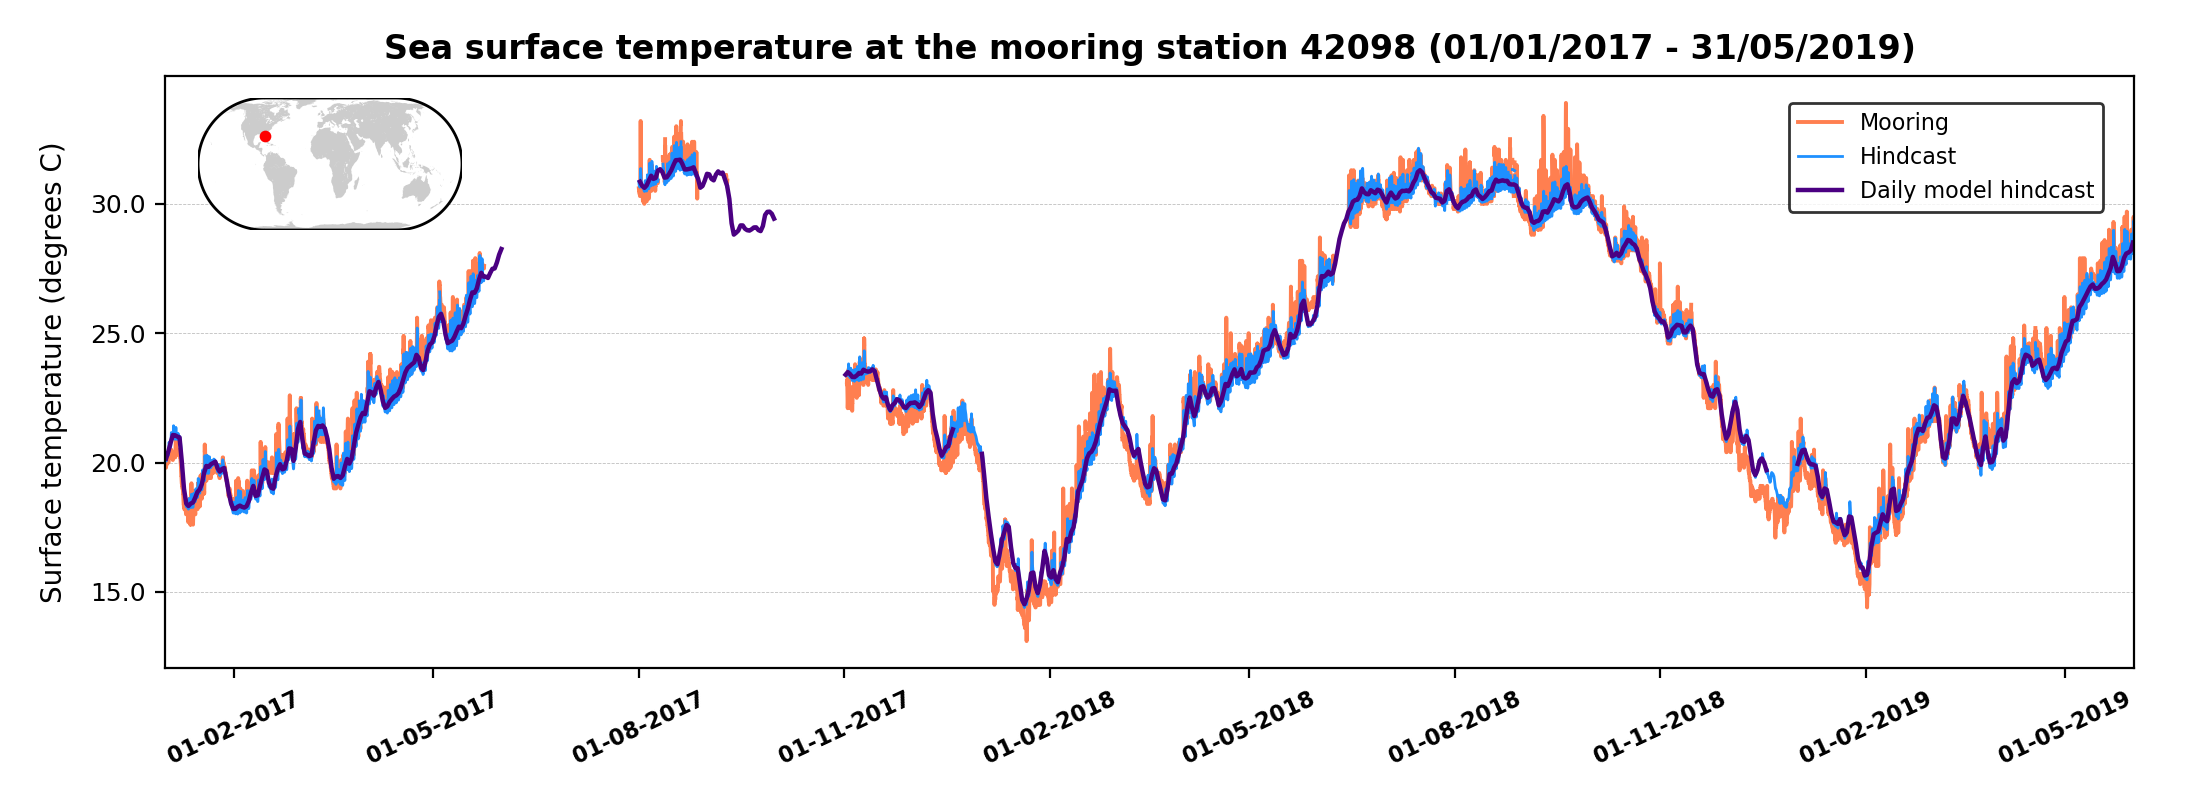 Sea surface temperature at the mooring station 42098 (01/01/2017 - 31/05/2019)
Mooring
Hindcast
Daily model hindcast
Surface temperature (degrees C)
30.0
25.0
20.0
15.0
01-02-2017
01-05-2017
01-08-2017
01-11-2017
01-02-2018
01-05-2018
01-08-2018
01-11-2018
01-02-2019
01-05-2019